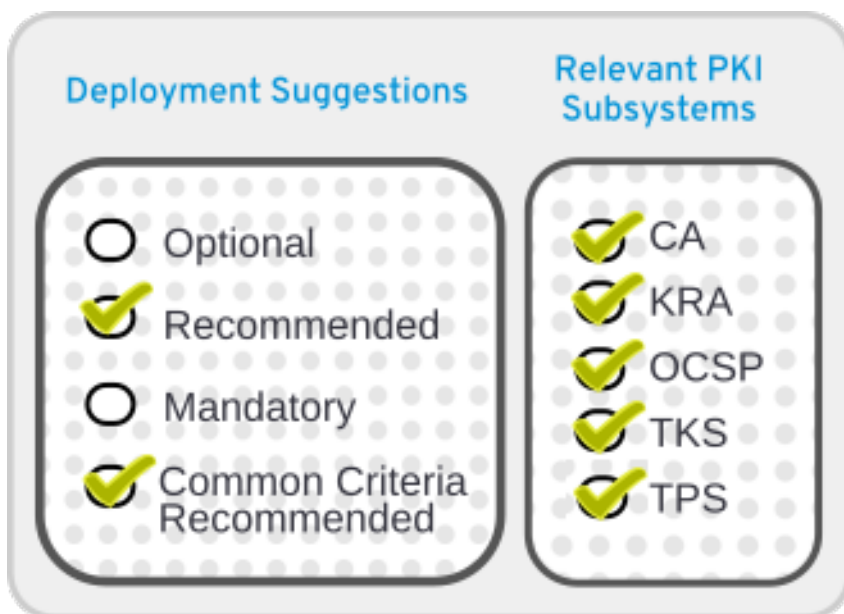 Deployment Suggestions
Optional
Recommended
Mandatory
Common Criteria
Recommended
Relevant PKI
Subsystems
CA
KRA
OCSP
TKS
TPS